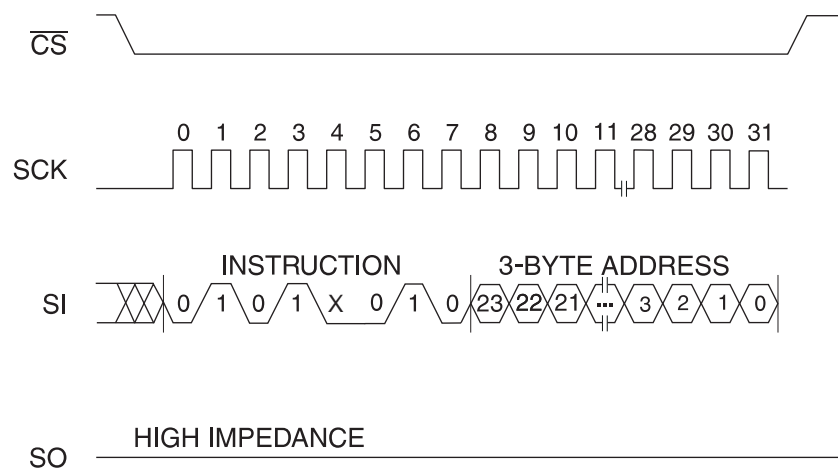 CS
0 1 2 3 4 5 6 7 8 9 10 11 28 29 30 31
SCK
INSTRUCTION 3-BYTE ADDRESS
SI 0 1 0 1 X 0 1 0 23 22 21 ... 3 2 1 0
HIGH IMPEDANCE
SO